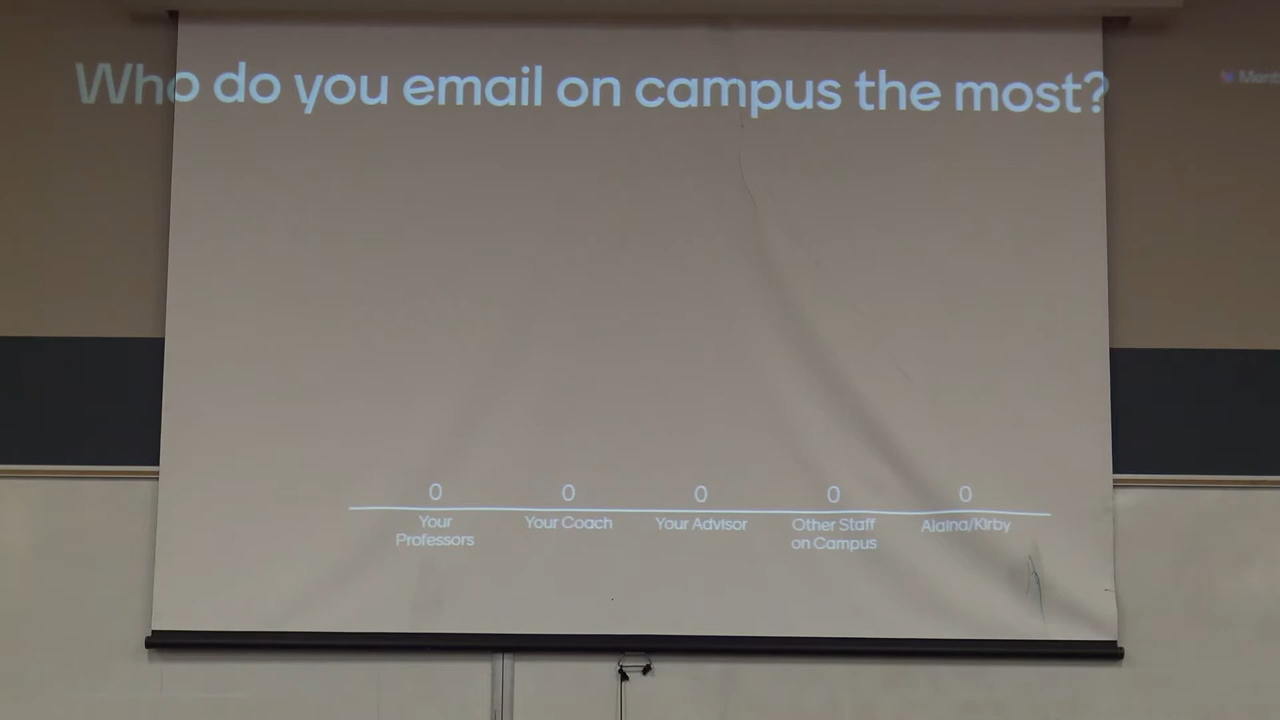 Who do you email on campus the most?
0 0 0 0 0
Your Professors
Your Coach
Your Advisor
Other Staff on Campus
Alaina/Kirby